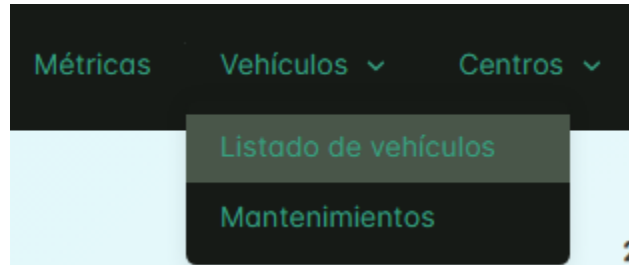 Métricas Vehículos Centros
Listado de vehículos
Mantenimientos